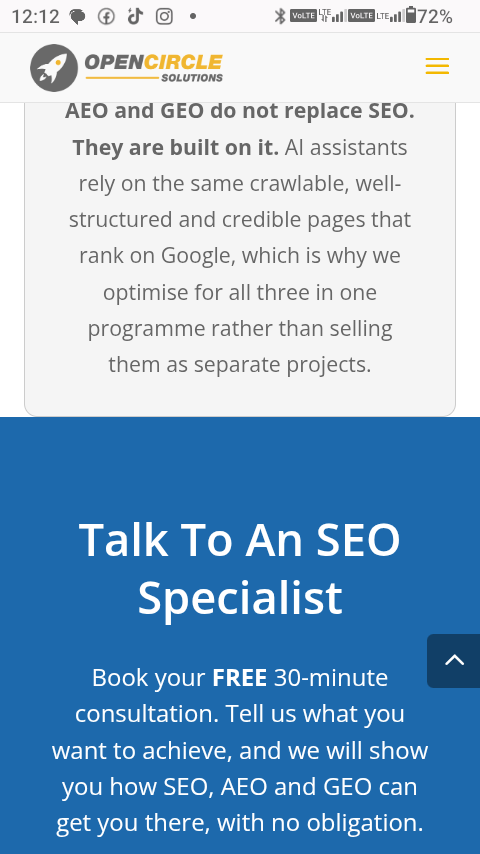 12:12
VoLTE LTE VoLTE LTE 72%
OPENCIRCLE
SOLUTIONS
AEO and GEO do not replace SEO.
They are built on it. AI assistants
rely on the same crawlable, well-
structured and credible pages that
rank on Google, which is why we
optimise for all three in one
programme rather than selling
them as separate projects.
Talk To An SEO
Specialist
Book your FREE 30-minute
consultation. Tell us what you
want to achieve, and we will show
you how SEO, AEO and GEO can
get you there, with no obligation.